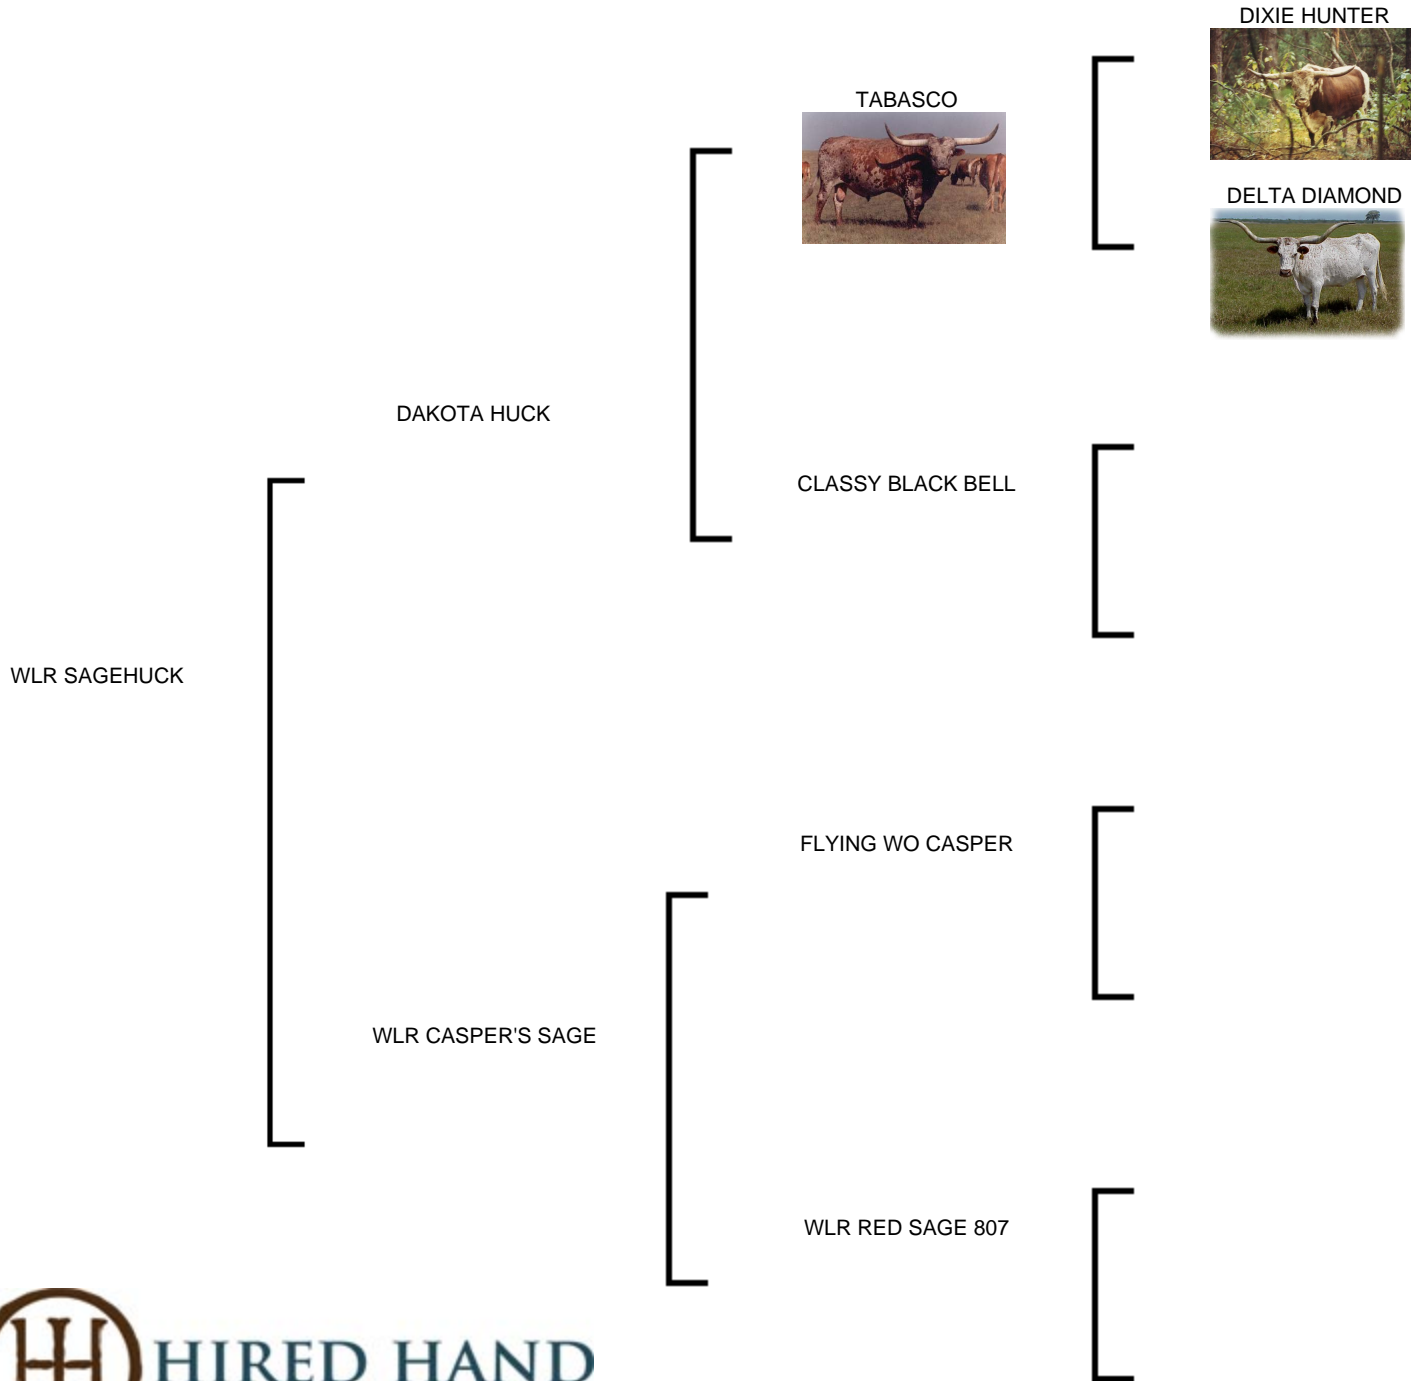 DIXIE HUNTER
TABASCO
DELTA DIAMOND
DAKOTA HUCK
CLASSY BLACK BELL
WLR SAGEHUCK
FLYING WO CASPER
WLR CASPER'S SAGE
WLR RED SAGE 807
HIRED HAND